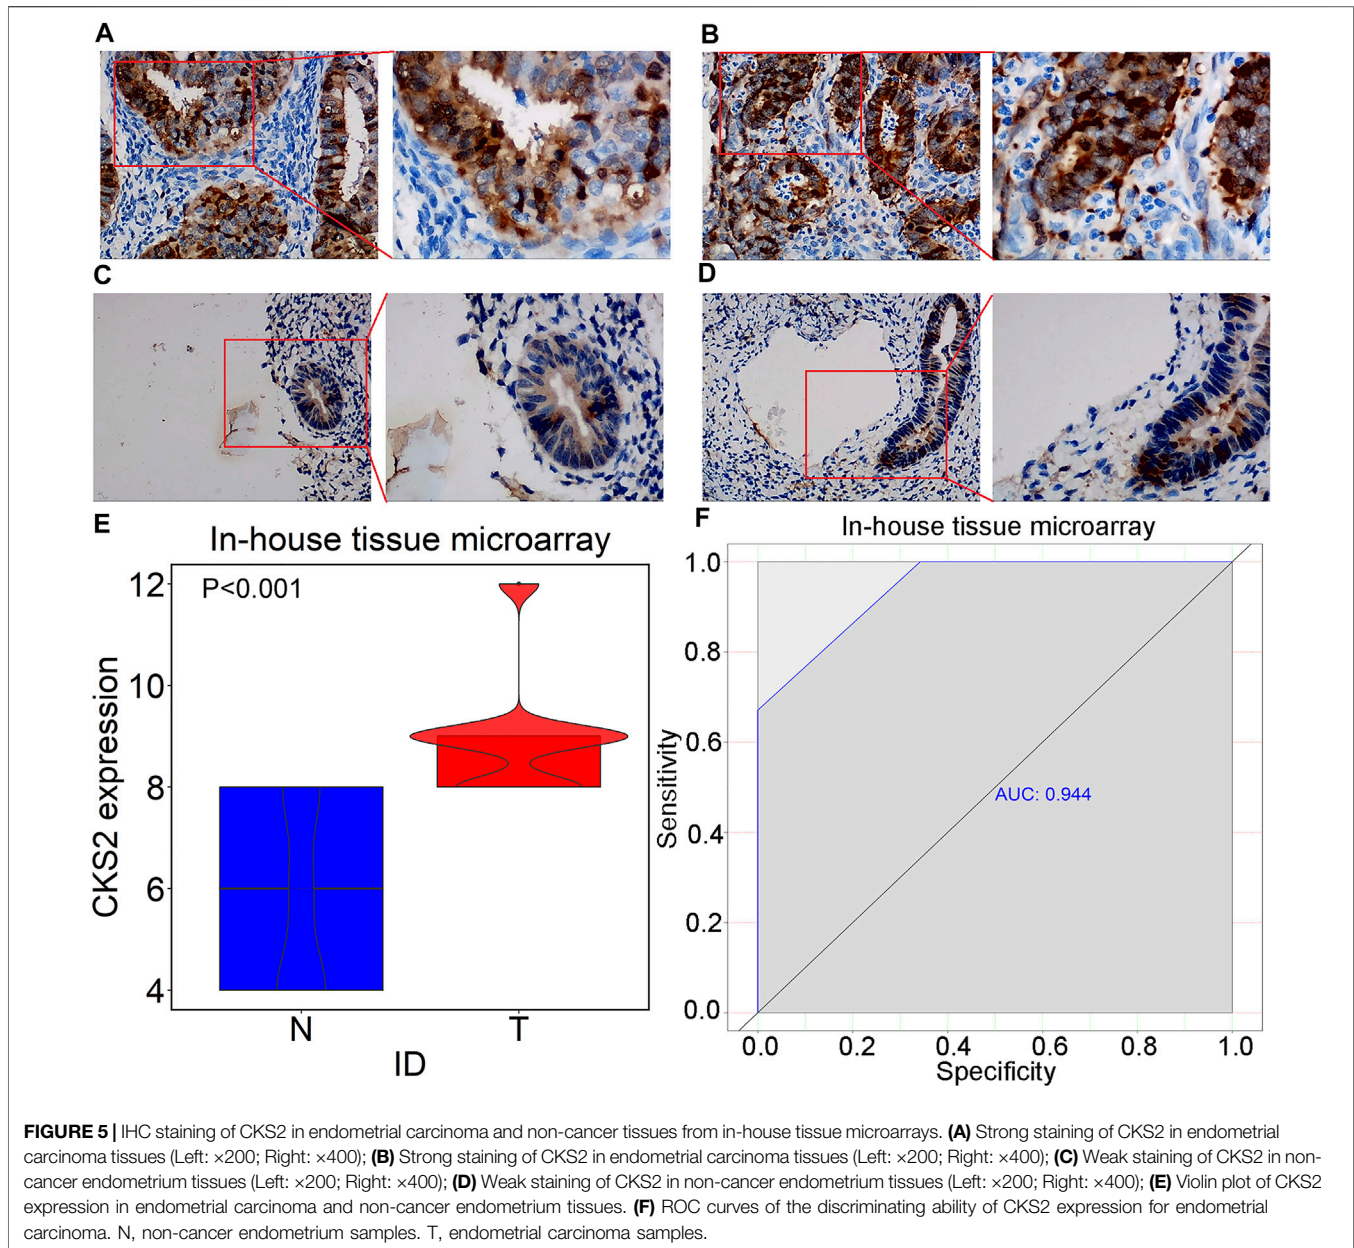 A
B
C
D
E
In-house tissue microarray
P<0.001
CKS2 expression
12
10
8
6
4
N
T
ID
F
In-house tissue microarray
Sensitivity
1.0
0.8
0.6
0.4
0.2
0.0
AUC: 0.944
0.0
0.2
0.4
0.6
0.8
1.0
Specificity
FIGURE 5 | IHC staining of CKS2 in endometrial carcinoma and non-cancer tissues from in-house tissue microarrays. (A) Strong staining of CKS2 in endometrial
carcinoma tissues (Left: ×200; Right: ×400); (B) Strong staining of CKS2 in endometrial carcinoma tissues (Left: ×200; Right: ×400); (C) Weak staining of CKS2 in non-
cancer endometrium tissues (Left: ×200; Right: ×400); (D) Weak staining of CKS2 in non-cancer endometrium tissues (Left: ×200; Right: ×400); (E) Violin plot of CKS2
expression in endometrial carcinoma and non-cancer endometrium tissues. (F) ROC curves of the discriminating ability of CKS2 expression for endometrial
carcinoma. N, non-cancer endometrium samples. T, endometrial carcinoma samples.